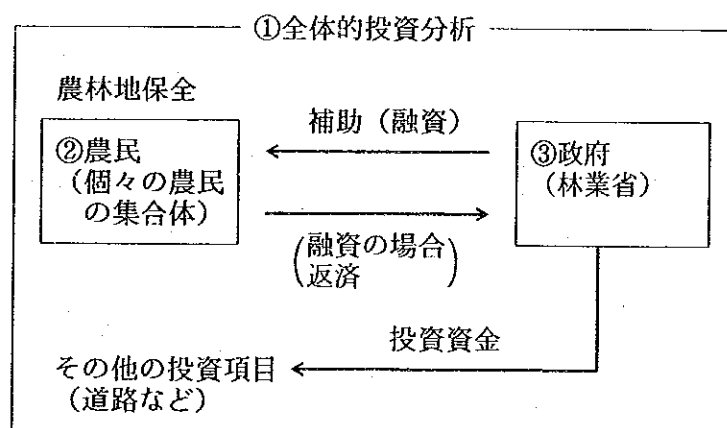 ①全体的投資分析
農林地保全
②農民
（個々の農民
の集合体）
補助（融資）
③政府
（林業省）
（融資の場合
返済）
投資資金
その他の投資項目
（道路など）